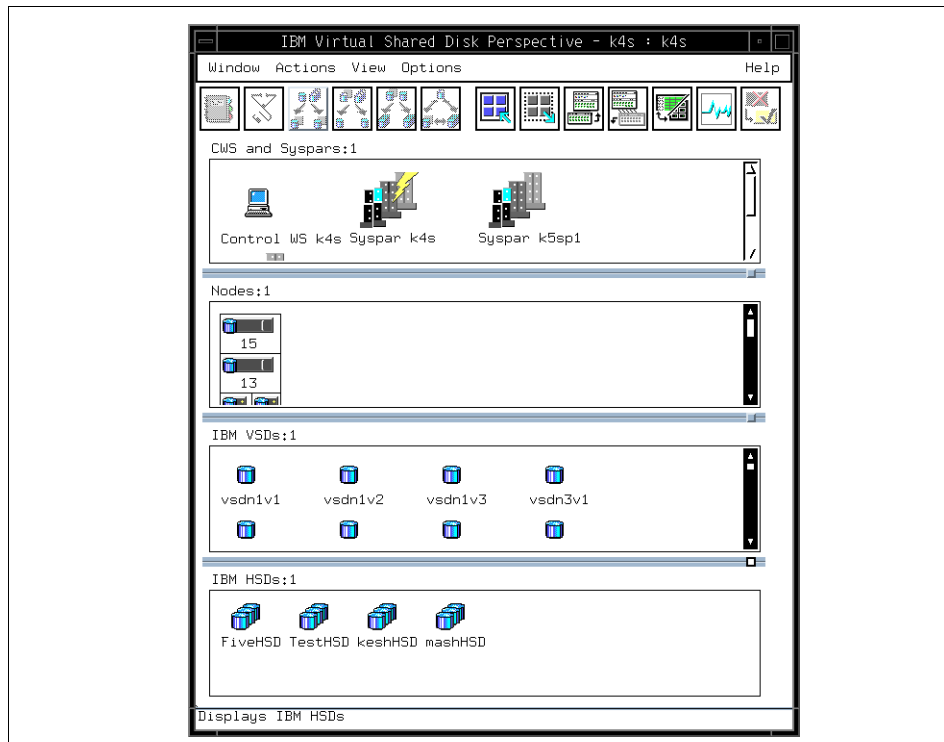 IBM Virtual Shared Disk Perspective - k4s : k4s
Window Actions View Options Help
CWS and Syspars:1
Control WS k4s Syspar k4s Syspar k5sp1
Nodes:1
15
13
IBM VSDs:1
vsdn1v1 vsdn1v2 vsdn1v3 vsdn3v1
IBM HSDs:1
FiveHSD TestHSD keshHSD mashHSD
Displays IBM HSDs